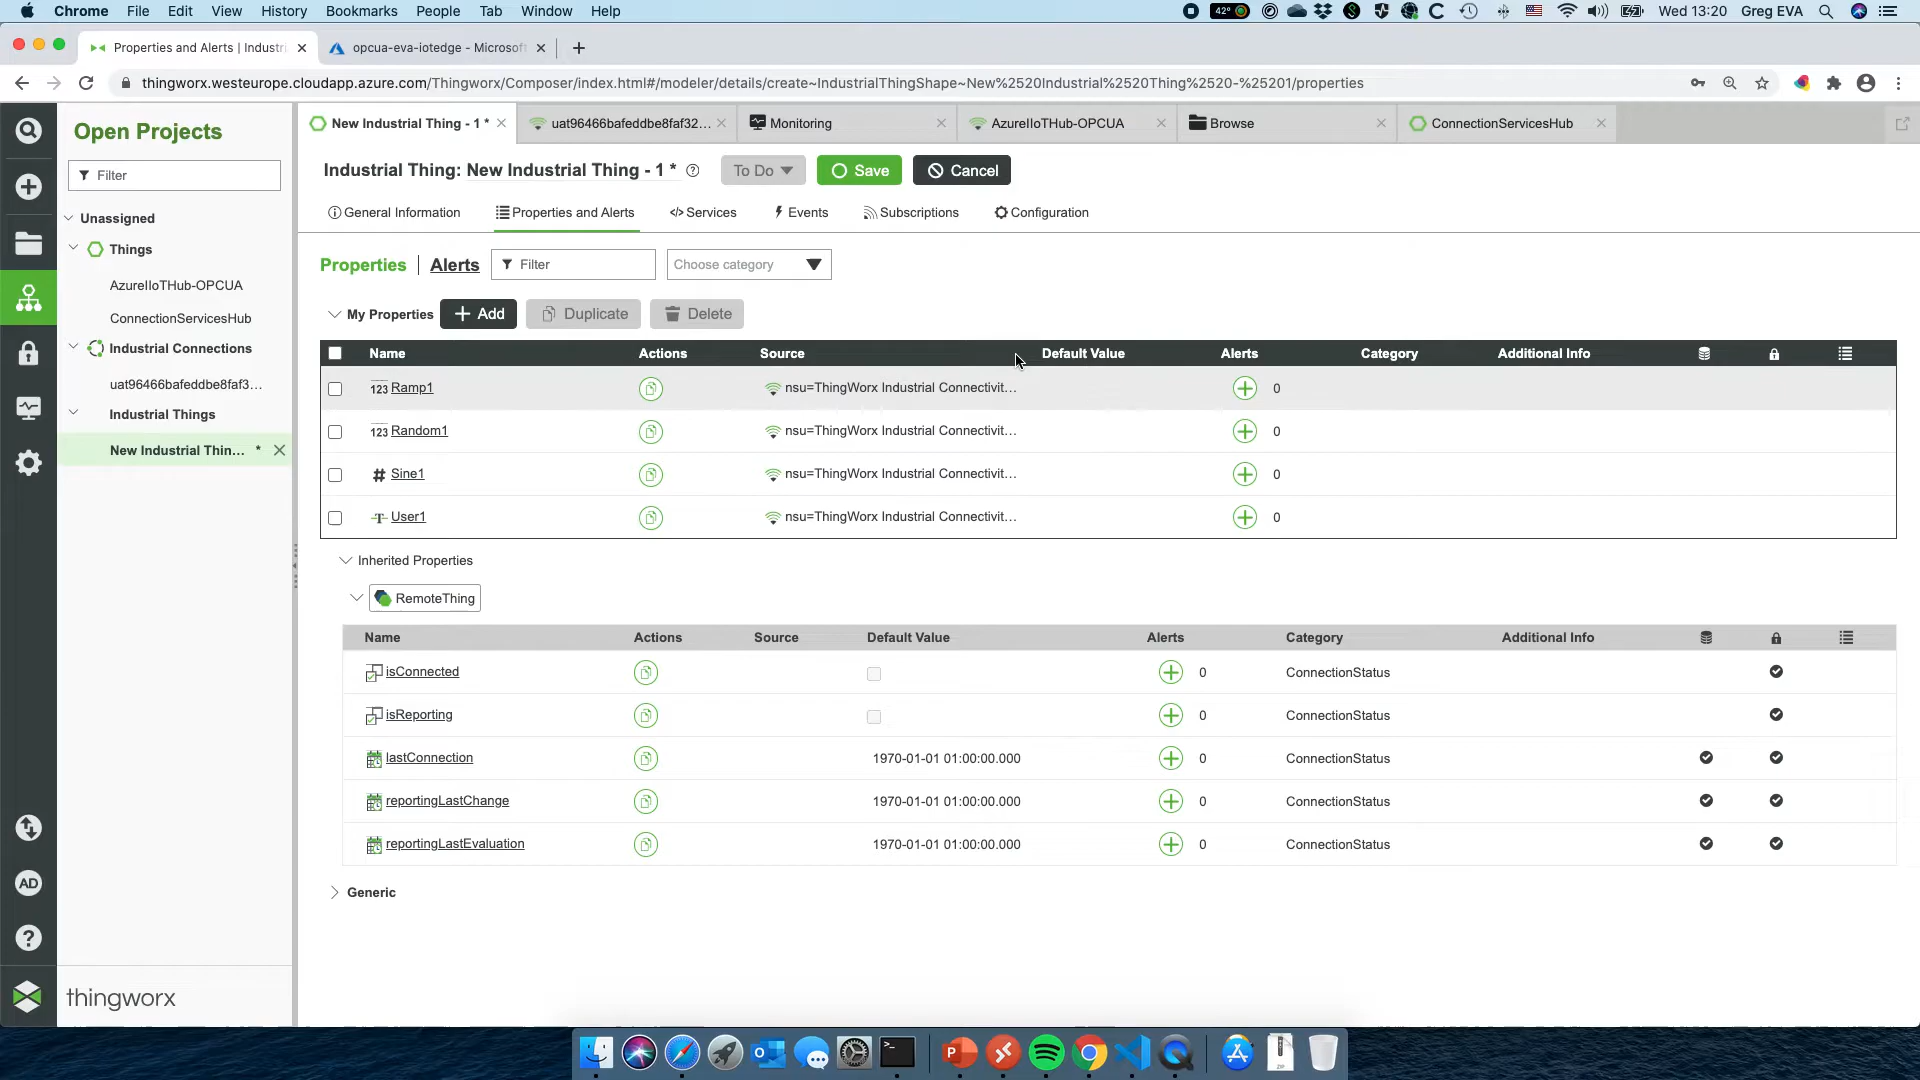 Chrome File Edit View History Bookmarks People Tab Window Help 42° Wed 13:20 Greg EVA
Properties and Alerts | Industri opcua-eva-iotedge - Microsoft
thingworx.westeurope.cloudapp.azure.com/Thingworx/Composer/index.html#/modeler/details/create~IndustrialThingShape~New%2520Industrial%2520Thing%2520-%25201/properties
Open Projects
Filter
Unassigned
Things
AzureIIoTHub-OPCUA
ConnectionServicesHub
Industrial Connections
uat96466bafeddbe8faf3...
Industrial Things
New Industrial Thin... *
AD
thingworx
New Industrial Thing - 1 * uat96466bafeddbe8faf32... Monitoring AzureIIoTHub-OPCUA Browse ConnectionServicesHub
Industrial Thing: New Industrial Thing - 1 * To Do Save Cancel
General Information Properties and Alerts Services Events Subscriptions Configuration
Properties | Alerts Filter Choose category
My Properties Add Duplicate Delete
Name Actions Source Default Value Alerts Category Additional Info
123 Ramp1 nsu=ThingWorx Industrial Connectivit... 0
123 Random1 nsu=ThingWorx Industrial Connectivit... 0
# Sine1 nsu=ThingWorx Industrial Connectivit... 0
-T- User1 nsu=ThingWorx Industrial Connectivit... 0
Inherited Properties
RemoteThing
Name Actions Source Default Value Alerts Category Additional Info
isConnected 0 ConnectionStatus
isReporting 0 ConnectionStatus
lastConnection 1970-01-01 01:00:00.000 0 ConnectionStatus
reportingLastChange 1970-01-01 01:00:00.000 0 ConnectionStatus
reportingLastEvaluation 1970-01-01 01:00:00.000 0 ConnectionStatus
Generic